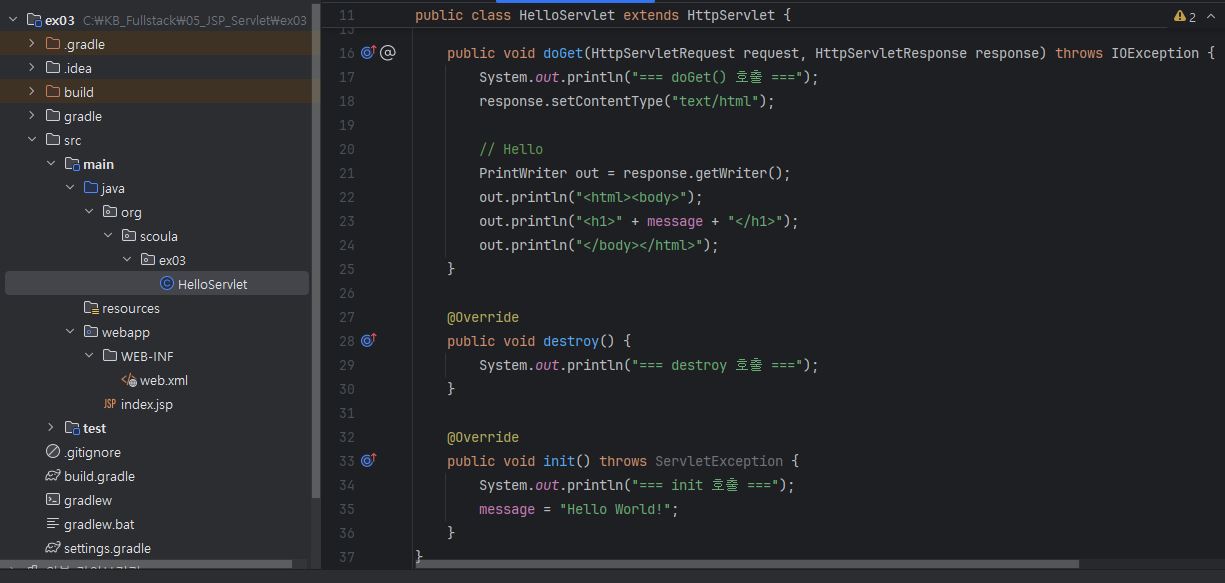 ex03 C:₩KB_Fullstack₩05_JSP_Servlet₩ex03
.gradle
.idea
build
gradle
src
main
java
org
scoula
ex03
HelloServlet
resources
webapp
WEB-INF
web.xml
index.jsp
test
.gitignore
build.gradle
gradlew
gradlew.bat
settings.gradle
2
11 public class HelloServlet extends HttpServlet {
16 public void doGet(HttpServletRequest request, HttpServletResponse response) throws IOException {
17 System.out.println("=== doGet() 호출 ===");
18 response.setContentType("text/html");
19
20 // Hello
21 PrintWriter out = response.getWriter();
22 out.println("<html><body>");
23 out.println("<h1>" + message + "</h1>");
24 out.println("</body></html>");
25 }
26
27 @Override
28 public void destroy() {
29 System.out.println("=== destroy 호출 ===");
30 }
31
32 @Override
33 public void init() throws ServletException {
34 System.out.println("=== init 호출 ===");
35 message = "Hello World!";
36 }
37 }